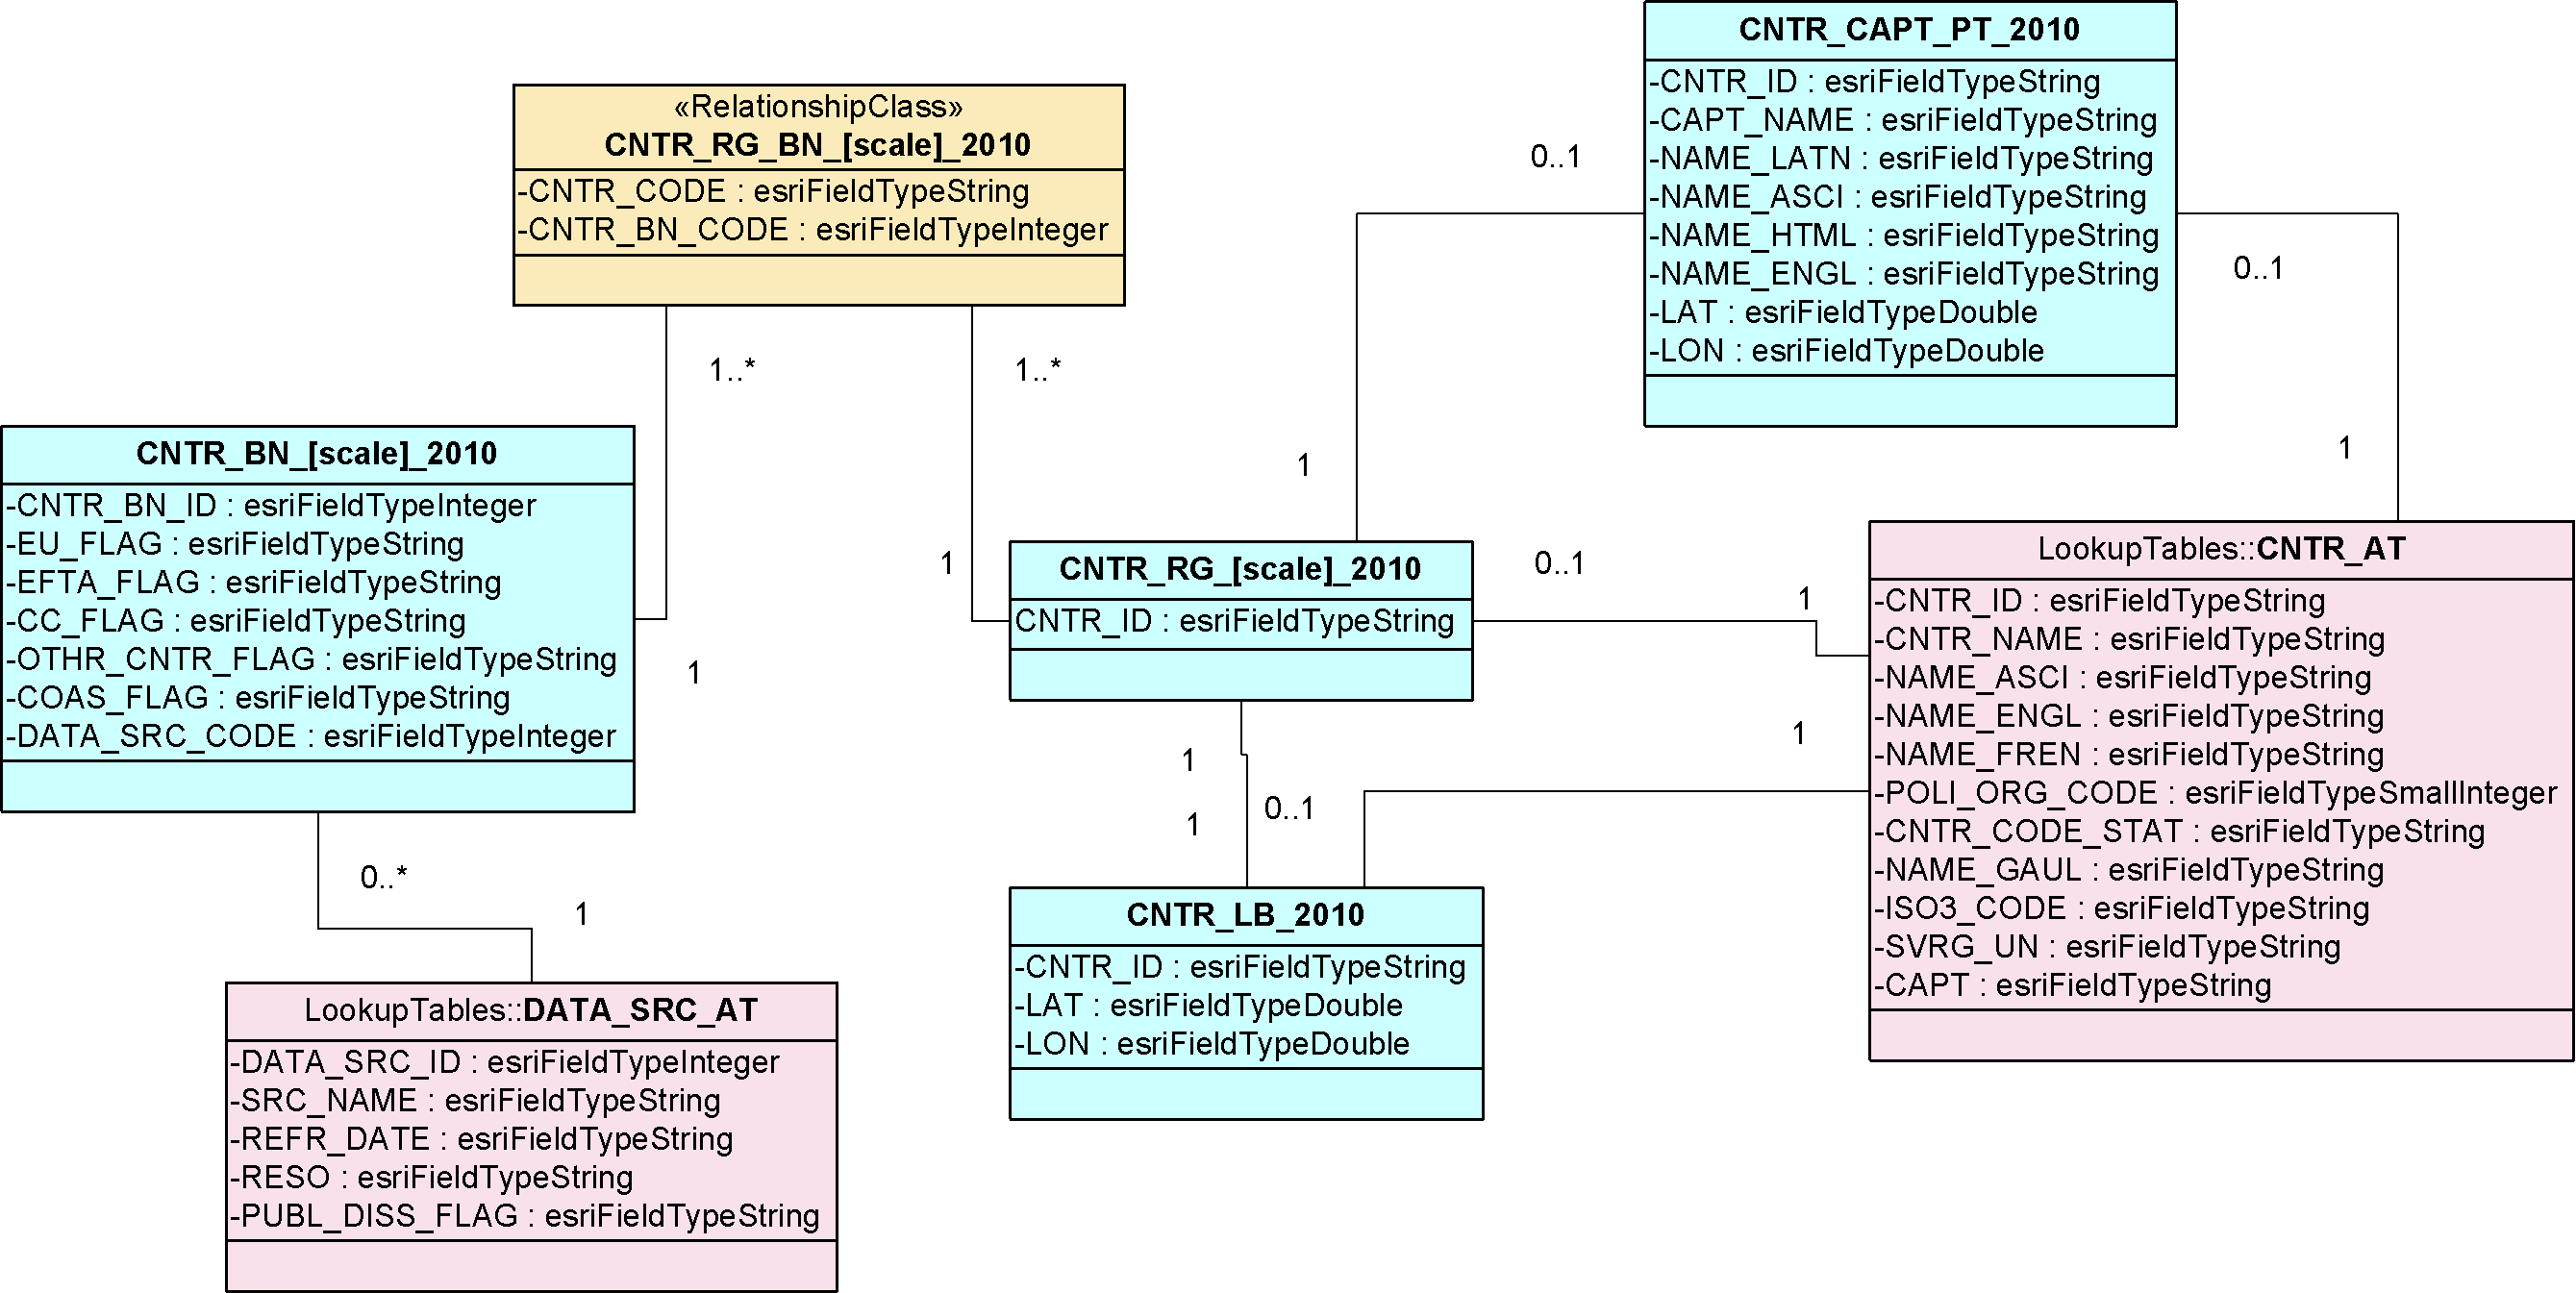 CNTR_CAPT_PT_2010
-CNTR_ID : esriFieldTypeString
-CAPT_NAME : esriFieldTypeString
-NAME_LATN : esriFieldTypeString
-NAME_ASCI : esriFieldTypeString
-NAME_HTML : esriFieldTypeString
-NAME_ENGL : esriFieldTypeString
-LAT : esriFieldTypeDouble
-LON : esriFieldTypeDouble
«RelationshipClass»
CNTR_RG_BN_[scale]_2010
-CNTR_CODE : esriFieldTypeString
-CNTR_BN_CODE : esriFieldTypeInteger
0..1
0..1
1..*
1..*
1
1
CNTR_BN_[scale]_2010
-CNTR_BN_ID : esriFieldTypeInteger
-EU_FLAG : esriFieldTypeString
-EFTA_FLAG : esriFieldTypeString
-CC_FLAG : esriFieldTypeString
-OTHR_CNTR_FLAG : esriFieldTypeString
-COAS_FLAG : esriFieldTypeString
-DATA_SRC_CODE : esriFieldTypeInteger
1
1
CNTR_RG_[scale]_2010
CNTR_ID : esriFieldTypeString
0..1
1
LookupTables::CNTR_AT
-CNTR_ID : esriFieldTypeString
-CNTR_NAME : esriFieldTypeString
-NAME_ASCI : esriFieldTypeString
-NAME_ENGL : esriFieldTypeString
-NAME_FREN : esriFieldTypeString
-POLI_ORG_CODE : esriFieldTypeSmallInteger
-CNTR_CODE_STAT : esriFieldTypeString
-NAME_GAUL : esriFieldTypeString
-ISO3_CODE : esriFieldTypeString
-SVRG_UN : esriFieldTypeString
-CAPT : esriFieldTypeString
1
1
0..1
1
0..*
1
CNTR_LB_2010
-CNTR_ID : esriFieldTypeString
-LAT : esriFieldTypeDouble
-LON : esriFieldTypeDouble
LookupTables::DATA_SRC_AT
-DATA_SRC_ID : esriFieldTypeInteger
-SRC_NAME : esriFieldTypeString
-REFR_DATE : esriFieldTypeString
-RESO : esriFieldTypeString
-PUBL_DISS_FLAG : esriFieldTypeString